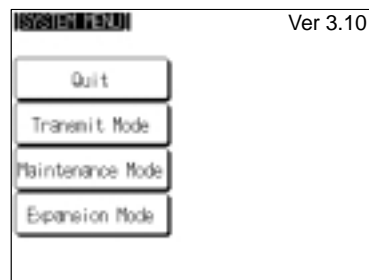 [SYSTEM MENU] Ver 3.10
Quit
Transmit Mode
Maintenance Mode
Expansion Mode